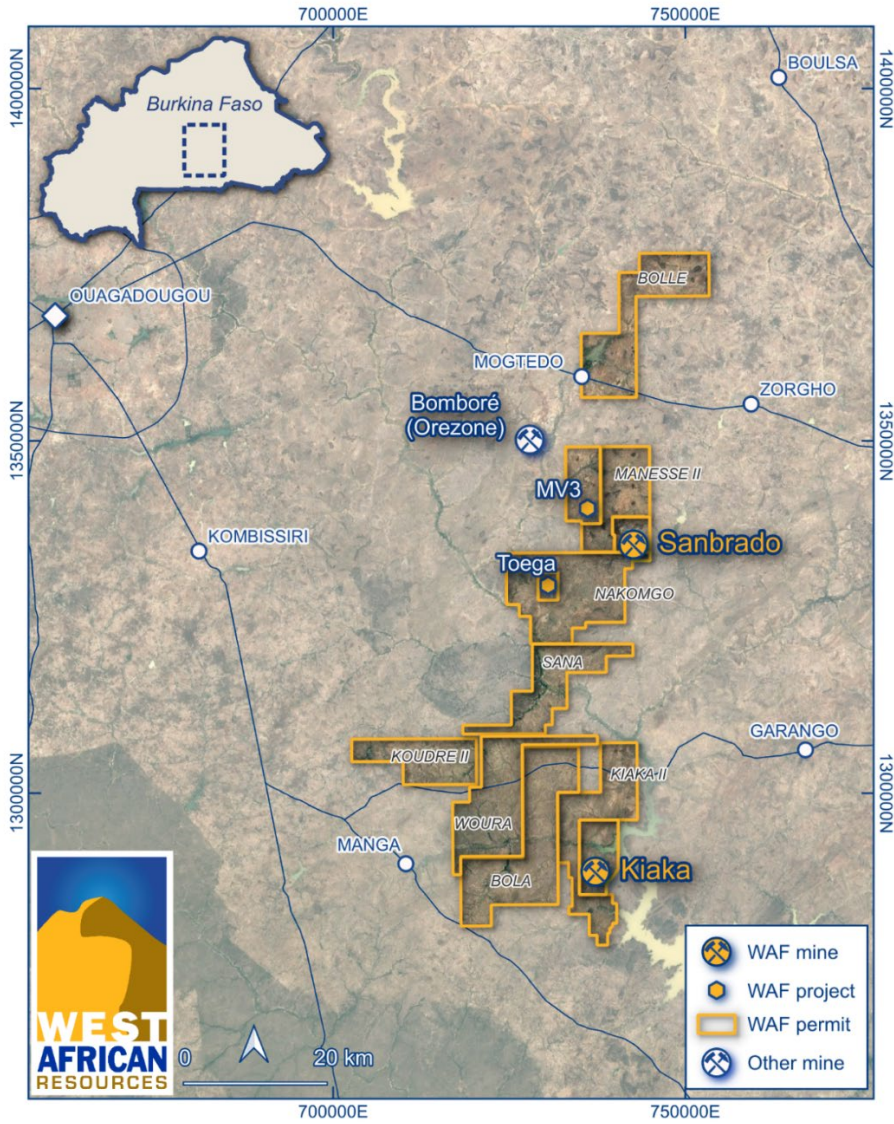 700000E
750000E
1400000N
1400000N
BOULSA
Burkina Faso
OUAGADOUGOU
BOLLE
MOGTEDO
ZORGHO
Bomboré
(Orezone)
1350000N
1350000N
MANESSE II
MV3
Sanbrado
KOMBISSIRI
Toega
NAKOMGO
SANA
GARANGO
KOUDRE II
KIAKA II
1300000N
1300000N
WOURA
MANGA
BOLA
Kiaka
WEST
AFRICAN
RESOURCES
0 20 km
WAF mine
WAF project
WAF permit
Other mine
700000E
750000E